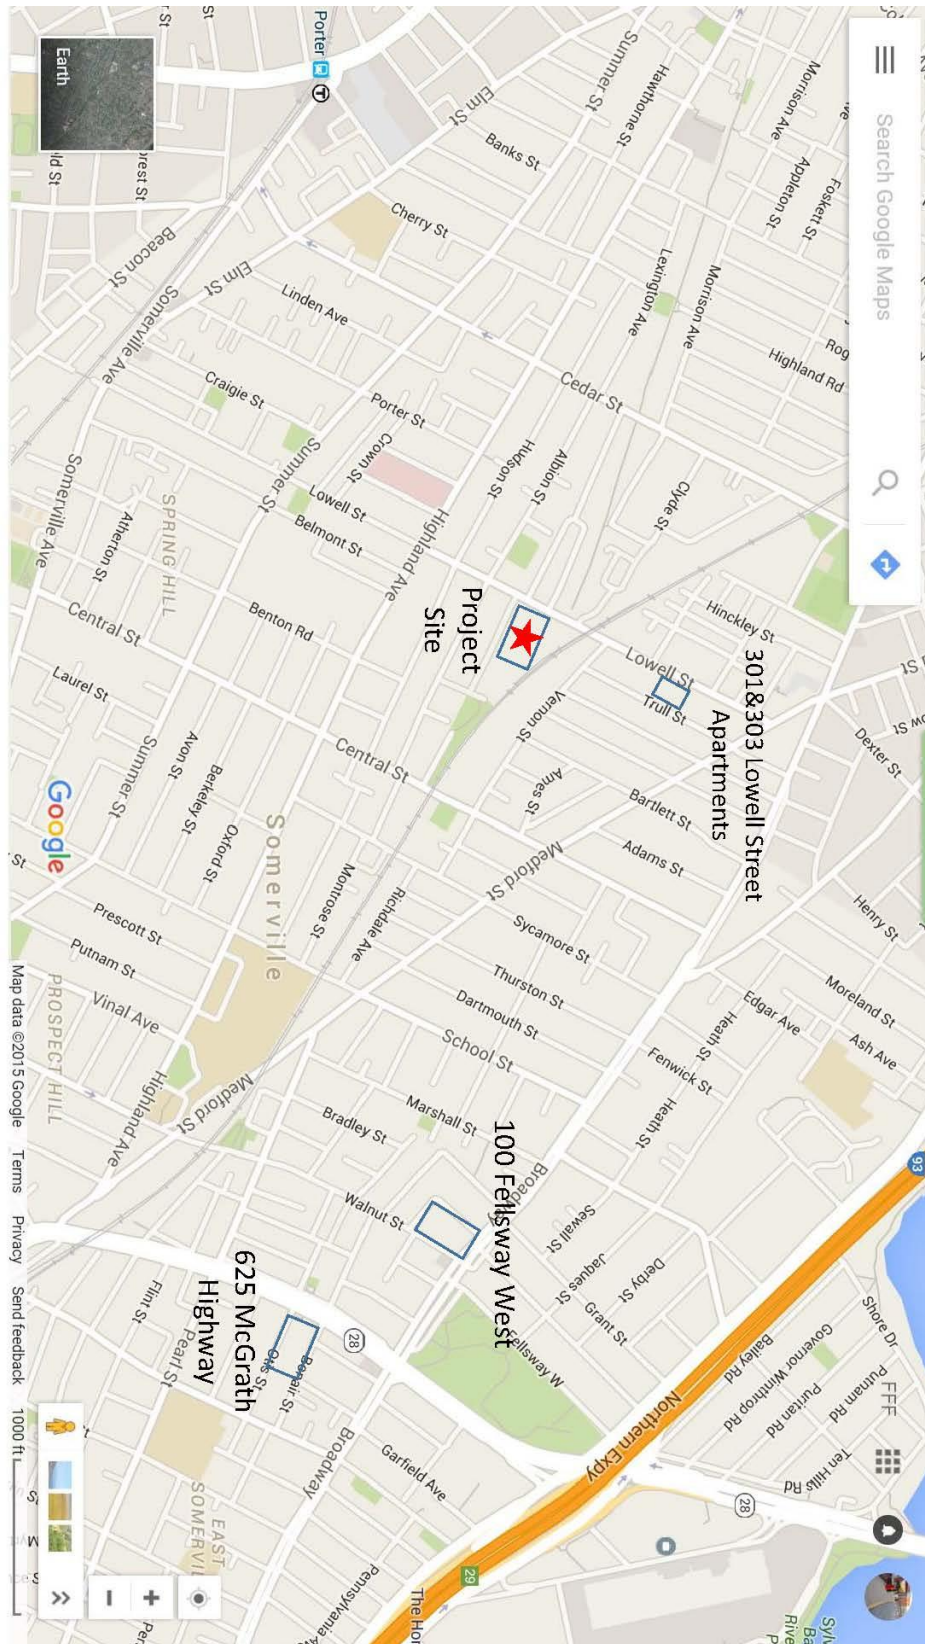 Search Google Maps
FFF
Porter
Summer St
Hawthorne St
Morrison Ave
Appleton St
Foskett St
Elm St
Banks St
Cherry St
Lexington Ave
Morrison Ave
Highland Rd
Beacon St
Somerville Ave
Elm St
Linden Ave
Craigie St
Porter St
Crown St
Cedar St
Hudson St
Albion St
Clyde St
Summer St
Lowell St
Belmont St
Highland Ave
SPRING HILL
Somerville Ave
Atherton St
Central St
Laurel St
Benton Rd
Project
Site
Hinckley St
Lowell St
Trull St
301&303 Lowell Street
Apartments
Vernon St
Ames St
Bartlett St
Adams St
Dexter St
Henry St
Central St
Summer St
Avon St
Berkeley St
Oxford St
Somerville
Montrose St
Richdale Ave
Medford St
Sycamore St
Thurston St
Dartmouth St
School St
Moreland St
Edgar Ave
Ash Ave
Heath St
Fenwick St
Heath St
Prescott St
Putnam St
Vinal Ave
PROSPECT HILL
Highland Ave
Medford St
Bradley St
Marshall St
Walnut St
100 Fellsway West
Broadway
Sewall St
Jaques St
Derby St
Grant St
Fellsway W
93
Shore Dr
Putnam Rd
Governor Winthrop Rd
Puritan Rd
Bailey Rd
Ten Hills Rd
Northern Expy
28
625 McGrath
Highway
28
Flint St
Pearl St
Bonair St
Otis St
Broadway
Garfield Ave
29
EAST
Pennsylvania
Earth
Google
Map data ©2015 Google Terms Privacy Send feedback 1000 ft